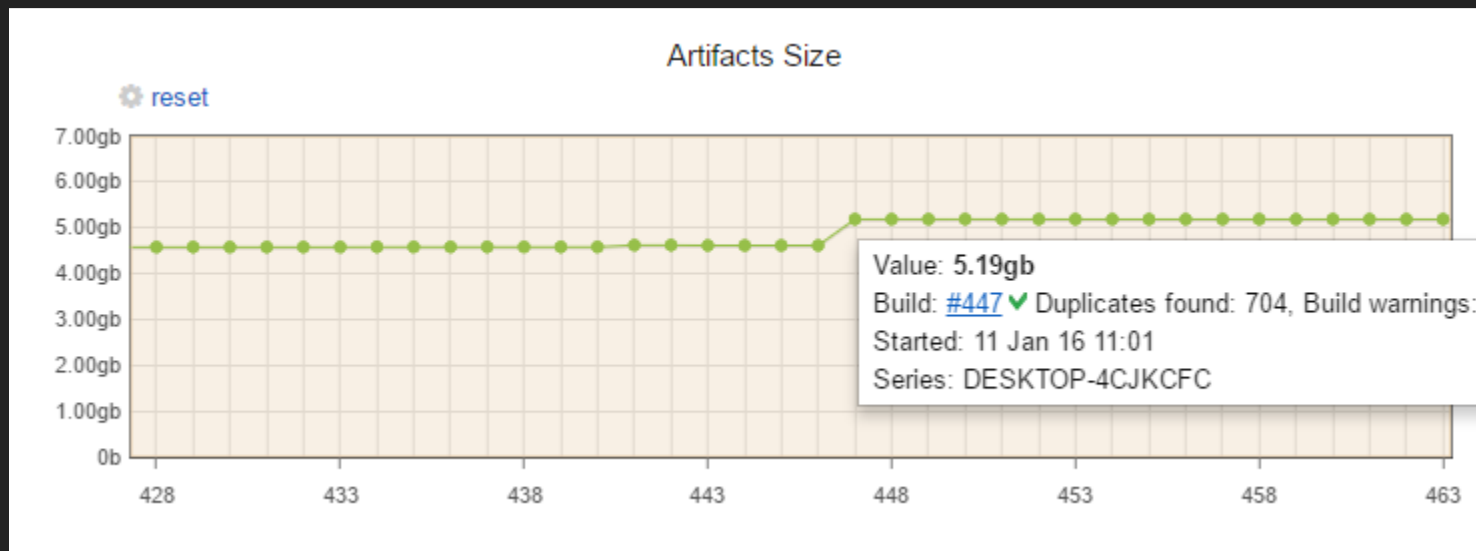 Artifacts Size
reset
7.00gb
6.00gb
5.00gb
4.00gb
3.00gb
2.00gb
1.00gb
0b
Value: 5.19gb
Build: #447 Duplicates found: 704, Build warnings:
Started: 11 Jan 16 11:01
Series: DESKTOP-4CJKCFC
428 433 438 443 448 453 458 463